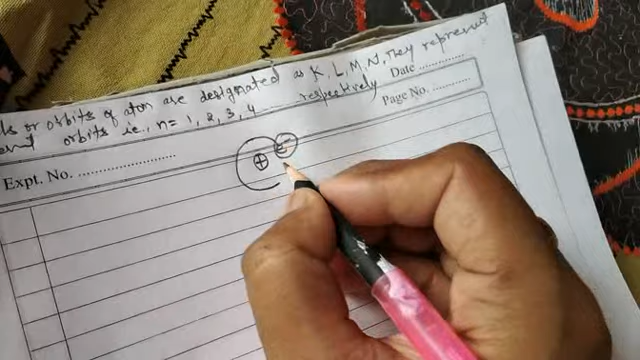 ls or orbits of atom are designated as K, L, M, N, They represent
orbits i.e., n = 1, 2, 3, 4 respectively
Date ..............
Page No. ..............
Expt. No. ..............................
⊕